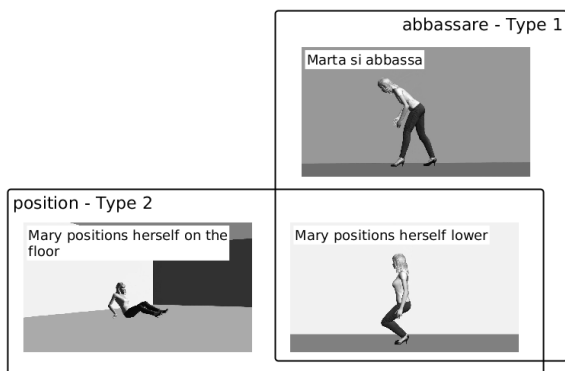 abbassare - Type 1
Marta si abbassa
position - Type 2
Mary positions herself on the
floor
Mary positions herself lower